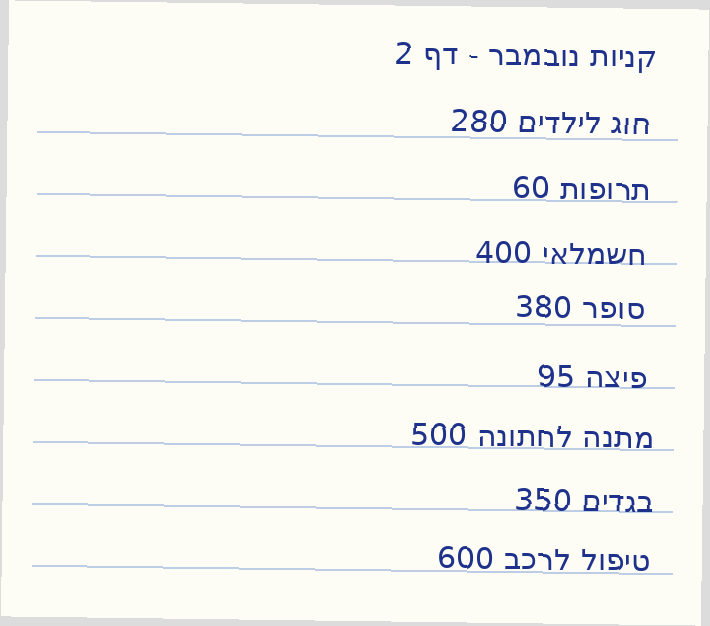 קניות נובמבר - דף 2
חוג לילדים 280
תרופות 60
חשמלאי 400
סופר 380
פיצה 95
מתנה לחתונה 500
בגדים 350
טיפול לרכב 600